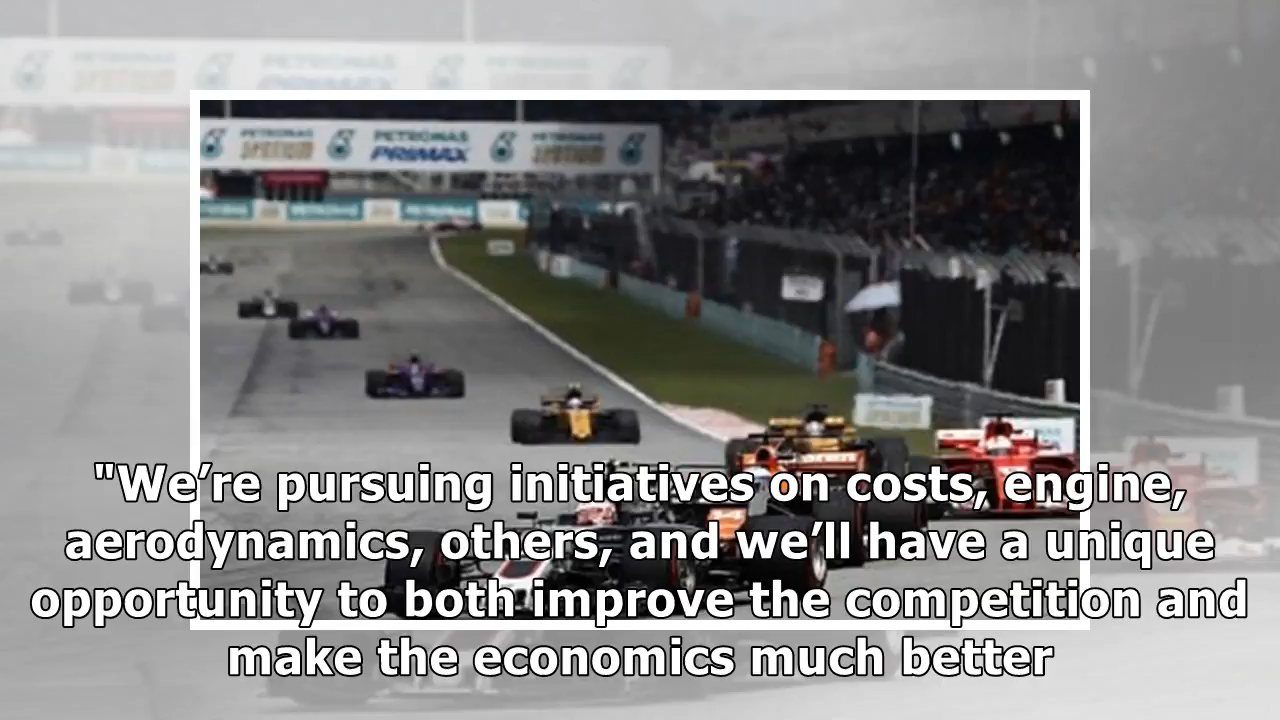 PETRONAS
PETRONAS
PETRONAS
PRIMAX
"We’re pursuing initiatives on costs, engine,
aerodynamics, others, and we’ll have a unique
opportunity to both improve the competition and
make the economics much better